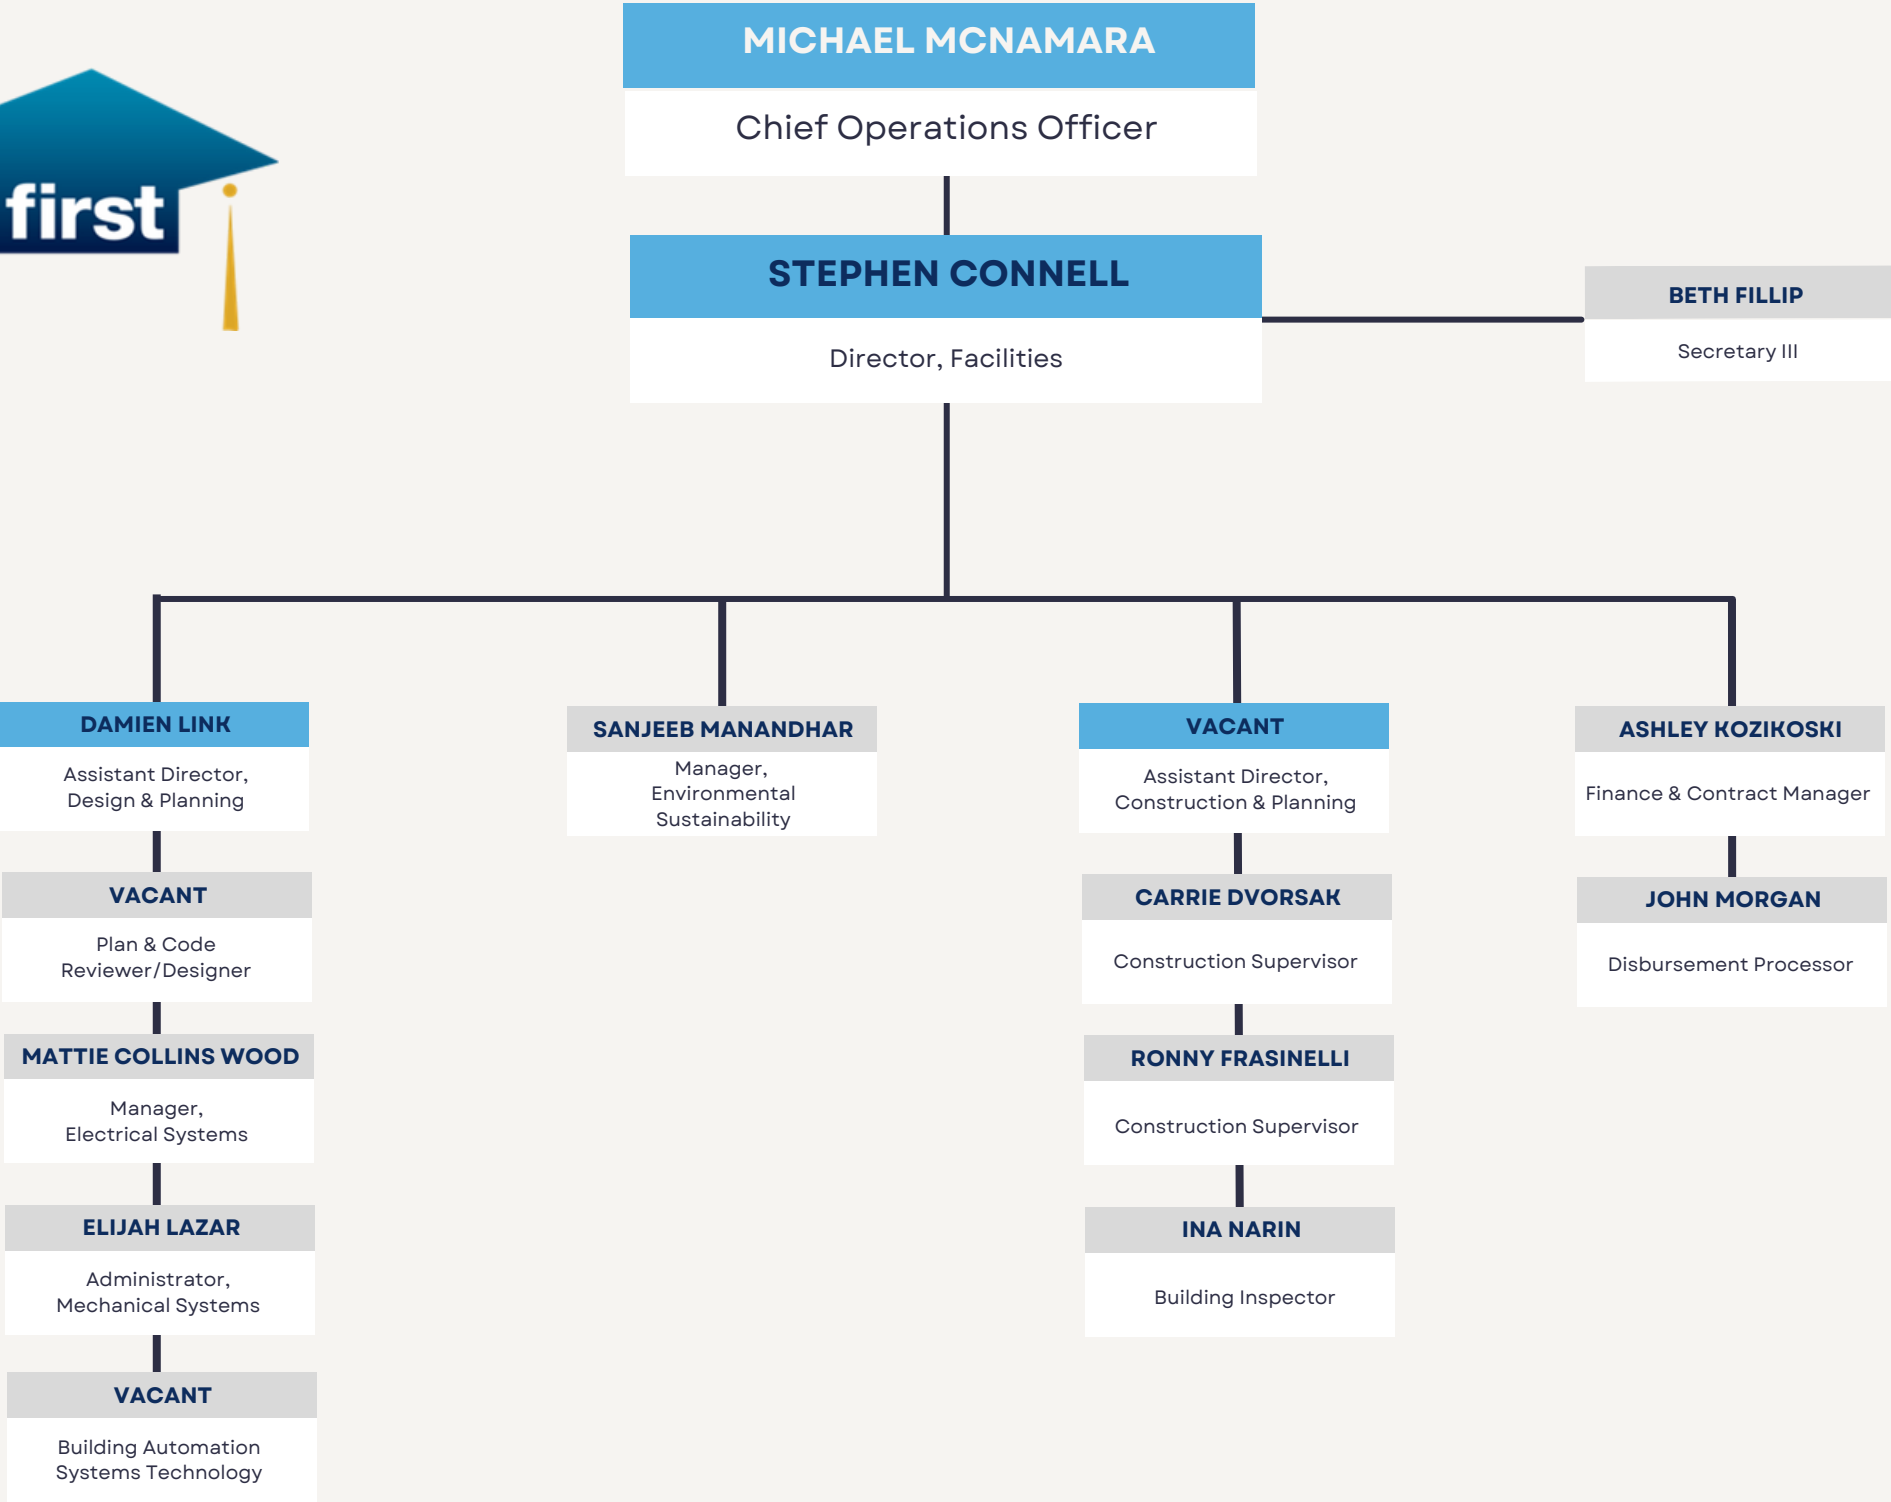 first
MICHAEL MCNAMARA
Chief Operations Officer
STEPHEN CONNELL
Director, Facilities
BETH FILLIP
Secretary III
DAMIEN LINK
Assistant Director,
Design & Planning
VACANT
Plan & Code
Reviewer/Designer
MATTIE COLLINS WOOD
Manager,
Electrical Systems
ELIJAH LAZAR
Administrator,
Mechanical Systems
VACANT
Building Automation
Systems Technology
SANJEEB MANANDHAR
Manager,
Environmental
Sustainability
VACANT
Assistant Director,
Construction & Planning
CARRIE DVORSAK
Construction Supervisor
RONNY FRASINELLI
Construction Supervisor
INA NARIN
Building Inspector
ASHLEY KOZIKOSKI
Finance & Contract Manager
JOHN MORGAN
Disbursement Processor